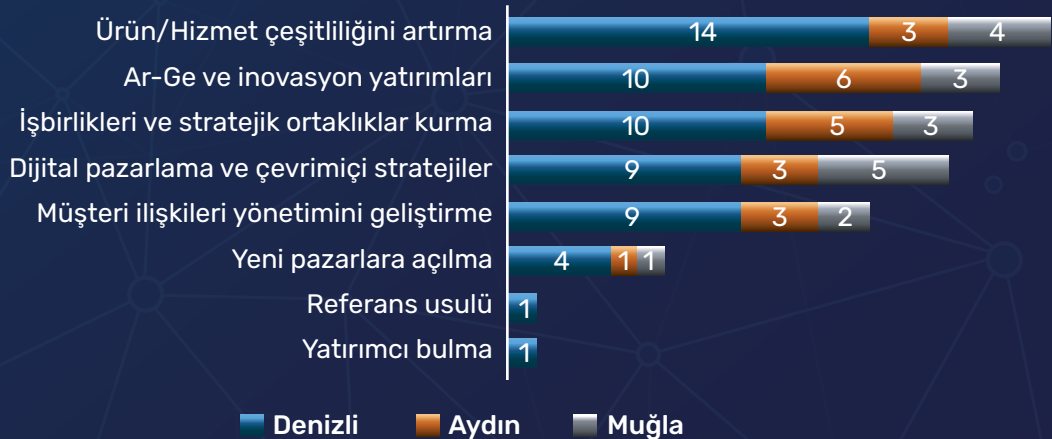 Ürün/Hizmet çeşitliliğini artırma 14 3 4
Ar-Ge ve inovasyon yatırımları 10 6 3
İşbirlikleri ve stratejik ortaklıklar kurma 10 5 3
Dijital pazarlama ve çevrimiçi stratejiler 9 3 5
Müşteri ilişkileri yönetimini geliştirme 9 3 2
Yeni pazarlara açılma 4 1 1
Referans usulü 1
Yatırımcı bulma 1
Denizli Aydın Muğla